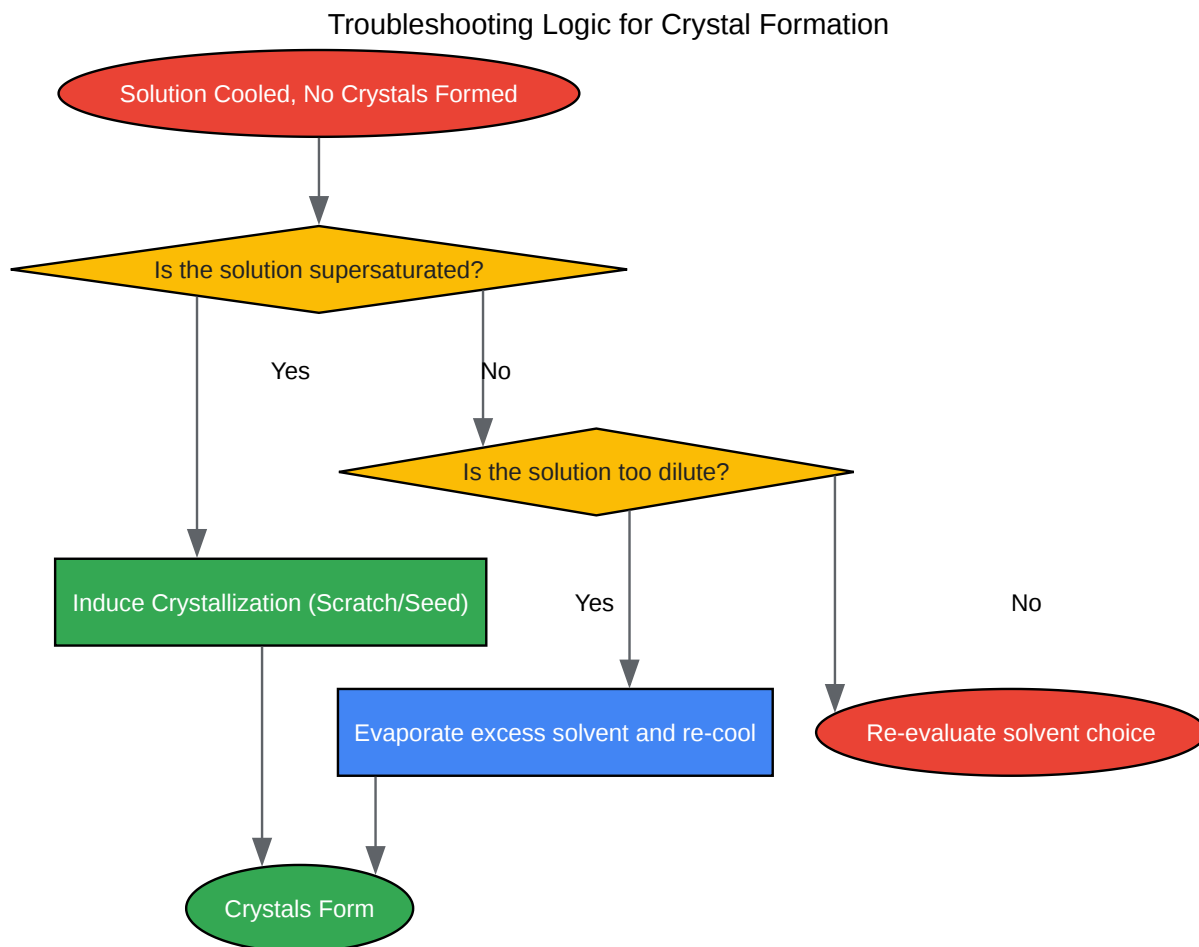 Troubleshooting Logic for Crystal Formation
Solution Cooled, No Crystals Formed
Is the solution supersaturated?
Yes
No
Is the solution too dilute?
Induce Crystallization (Scratch/Seed)
Yes
No
Evaporate excess solvent and re-cool
Re-evaluate solvent choice
Crystals Form